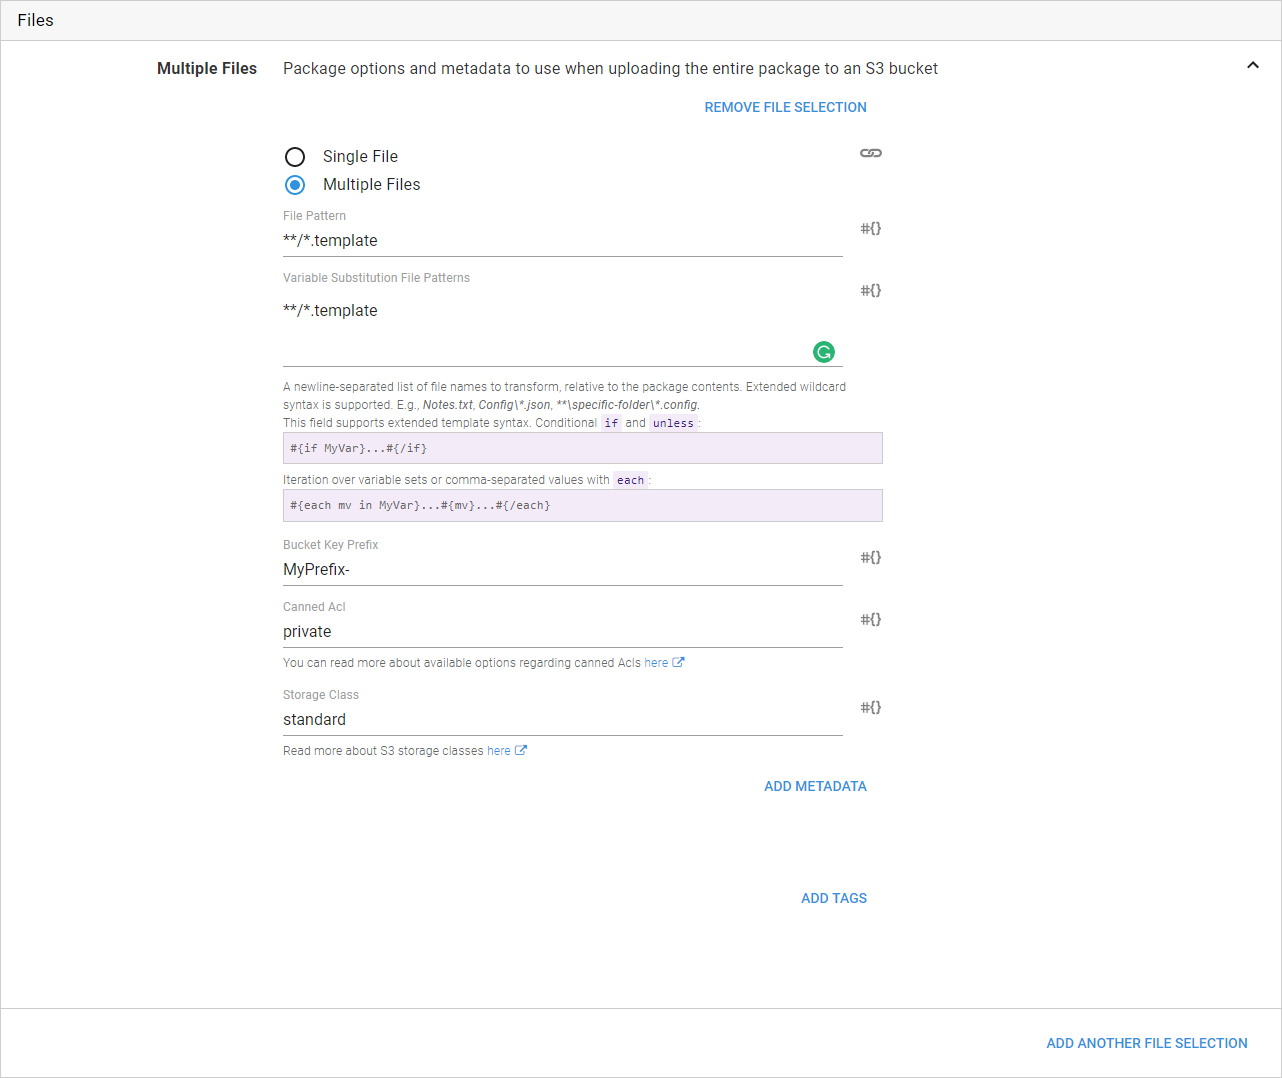 Files
Multiple Files Package options and metadata to use when uploading the entire package to an S3 bucket
REMOVE FILE SELECTION
Single File
Multiple Files
File Pattern
#{}
**/*.template
Variable Substitution File Patterns
#{}
**/*.template
A newline-separated list of file names to transform, relative to the package contents. Extended wildcard
syntax is supported. E.g., Notes.txt, Config\*.json, **\specific-folder\*.config.
This field supports extended template syntax. Conditional if and unless:
#{if MyVar}...#{/if}
Iteration over variable sets or comma-separated values with each:
#{each mv in MyVar}...#{mv}...#{/each}
Bucket Key Prefix
#{}
MyPrefix-
Canned Acl
#{}
private
You can read more about available options regarding canned Acls here
Storage Class
#{}
standard
Read more about S3 storage classes here
ADD METADATA
ADD TAGS
ADD ANOTHER FILE SELECTION